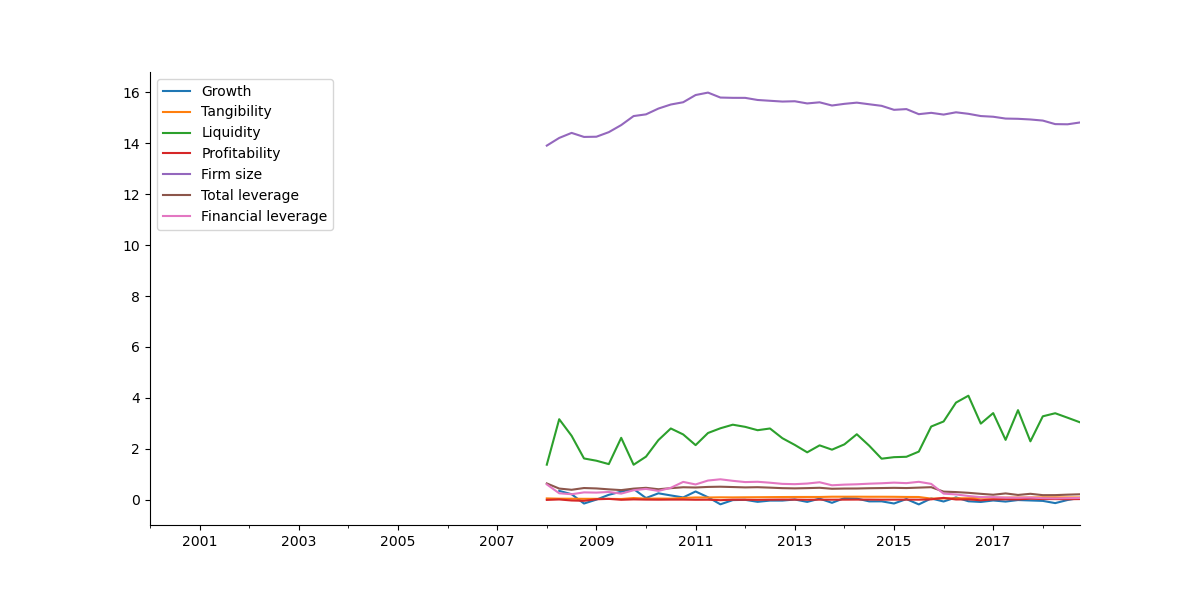 16
14
12
10
8
6
4
2
0
Growth
Tangibility
Liquidity
Profitability
Firm size
Total leverage
Financial leverage
2001 2003 2005 2007 2009 2011 2013 2015 2017